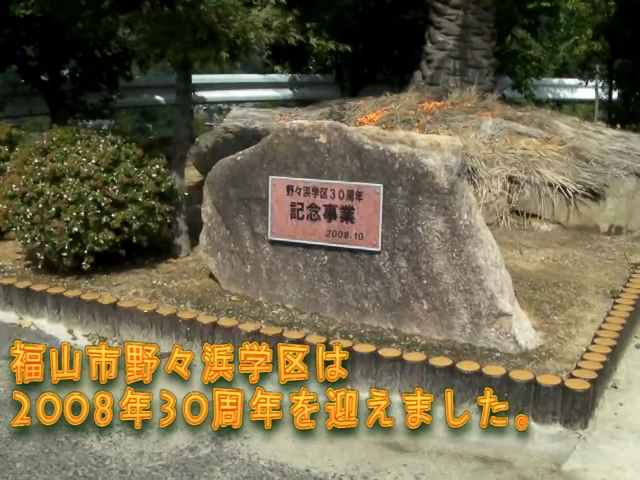 野々浜学区30周年
記念事業
2008.10
福山市野々浜学区は
2008年30周年を迎えました。